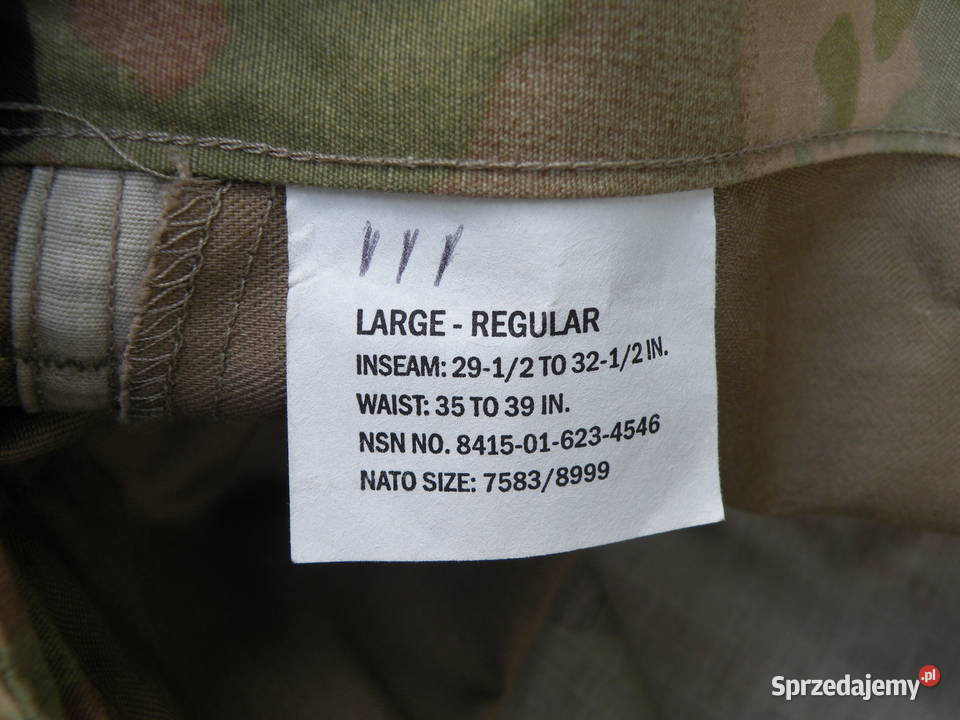 LARGE - REGULAR
INSEAM: 29-1/2 TO 32-1/2 IN.
WAIST: 35 TO 39 IN.
NSN NO. 8415-01-623-4546
NATO SIZE: 7583/8999
Sprzedajemy.pl